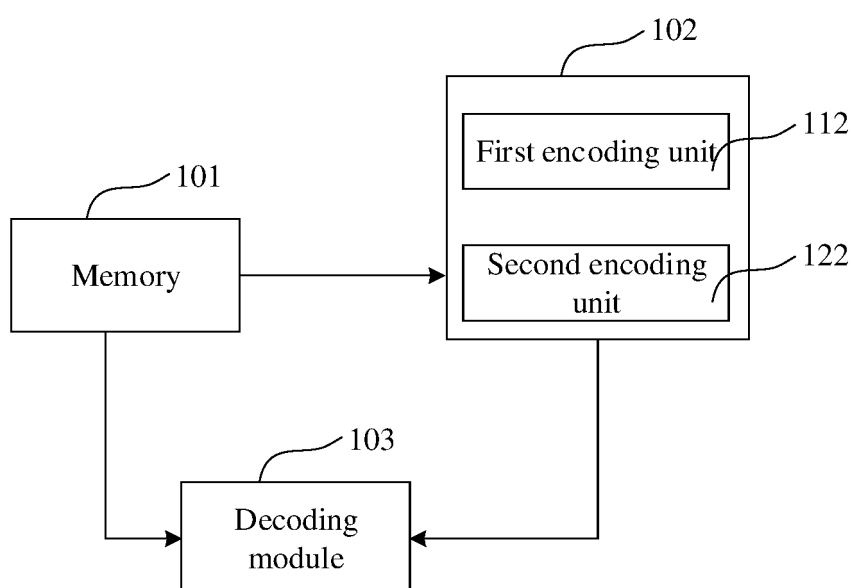 102
First encoding unit
112
101
Memory
Second encoding
unit
122
103
Decoding
module